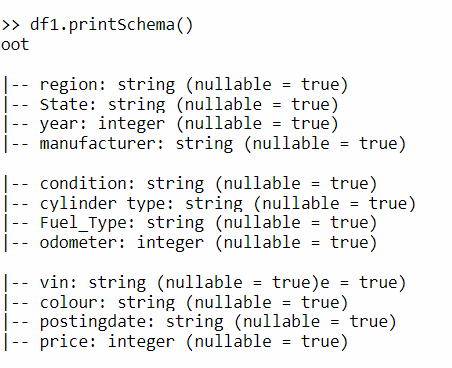 >> df1.printSchema()
oot
|-- region: string (nullable = true)
|-- State: string (nullable = true)
|-- year: integer (nullable = true)
|-- manufacturer: string (nullable = true)
|-- condition: string (nullable = true)
|-- cylinder type: string (nullable = true)
|-- Fuel_Type: string (nullable = true)
|-- odometer: integer (nullable = true)
|-- vin: string (nullable = true)e = true)
|-- colour: string (nullable = true)
|-- postingdate: string (nullable = true)
|-- price: integer (nullable = true)